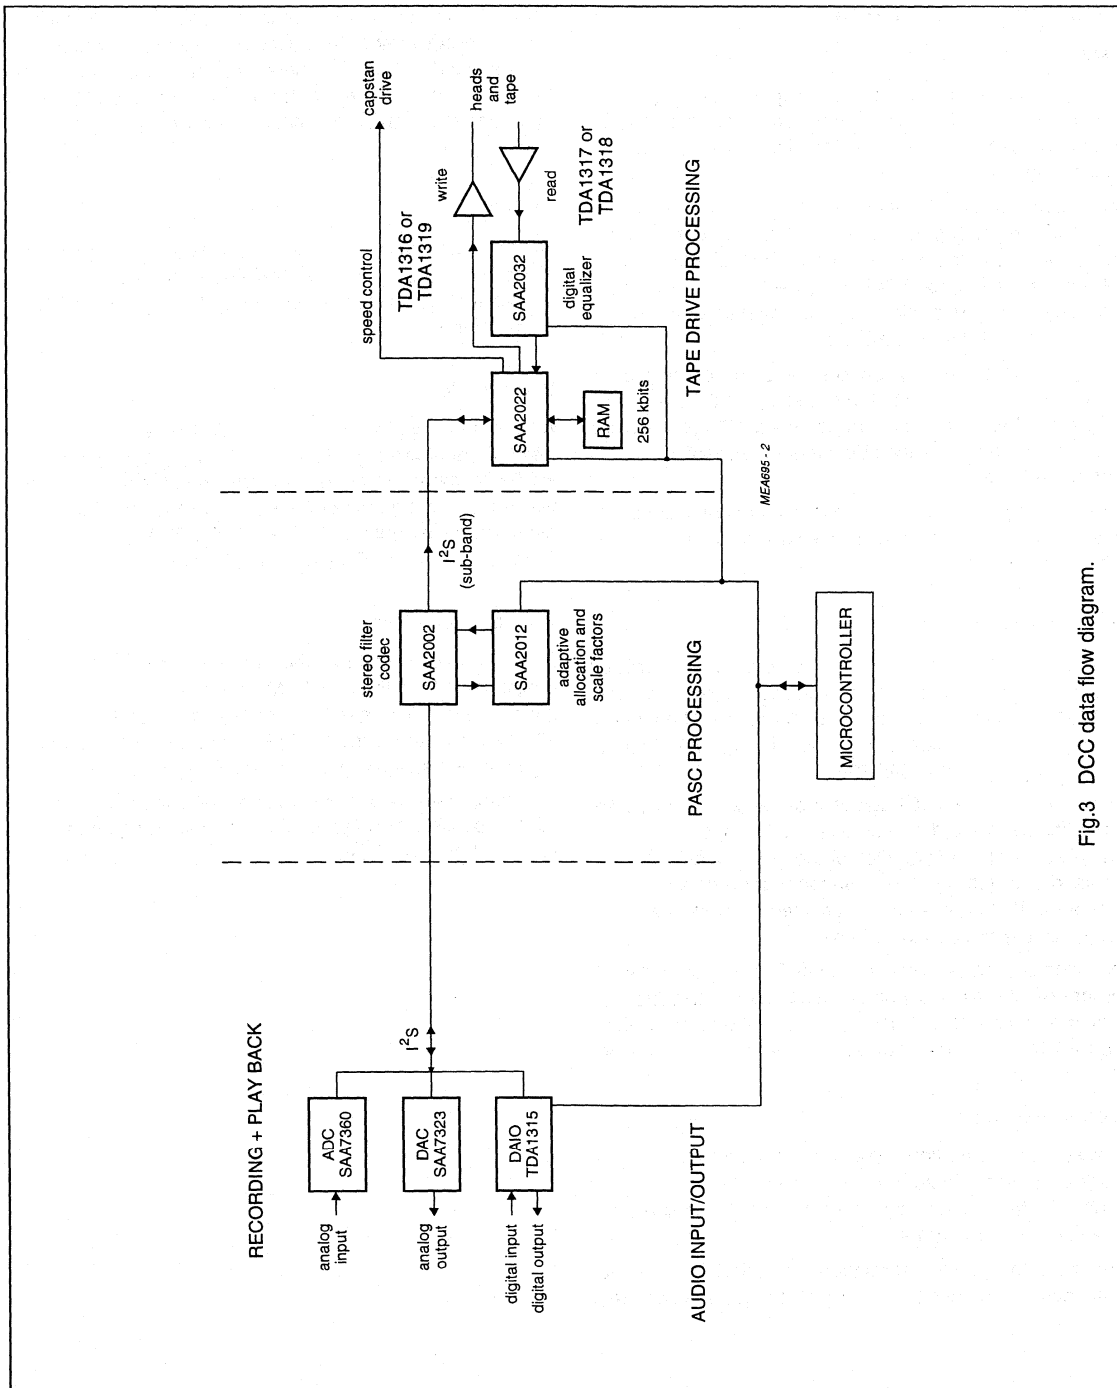 RECORDING + PLAY BACK
analog
input
ADC
SAA7360
analog
output
DAC
SAA7323
digital input
digital output
DAIO
TDA1315
I²S
AUDIO INPUT/OUTPUT
stereo filter
codec
SAA2002
SAA2012
adaptive
allocation and
scale factors
I²S
(sub-band)
PASC PROCESSING
MICROCONTROLLER
speed control
capstan
drive
TDA1316 or
TDA1319
write
heads
and
tape
SAA2022
SAA2032
digital
equalizer
read
TDA1317 or
TDA1318
RAM
256 kbits
TAPE DRIVE PROCESSING
MEA695 - 2
Fig.3 DCC data flow diagram.